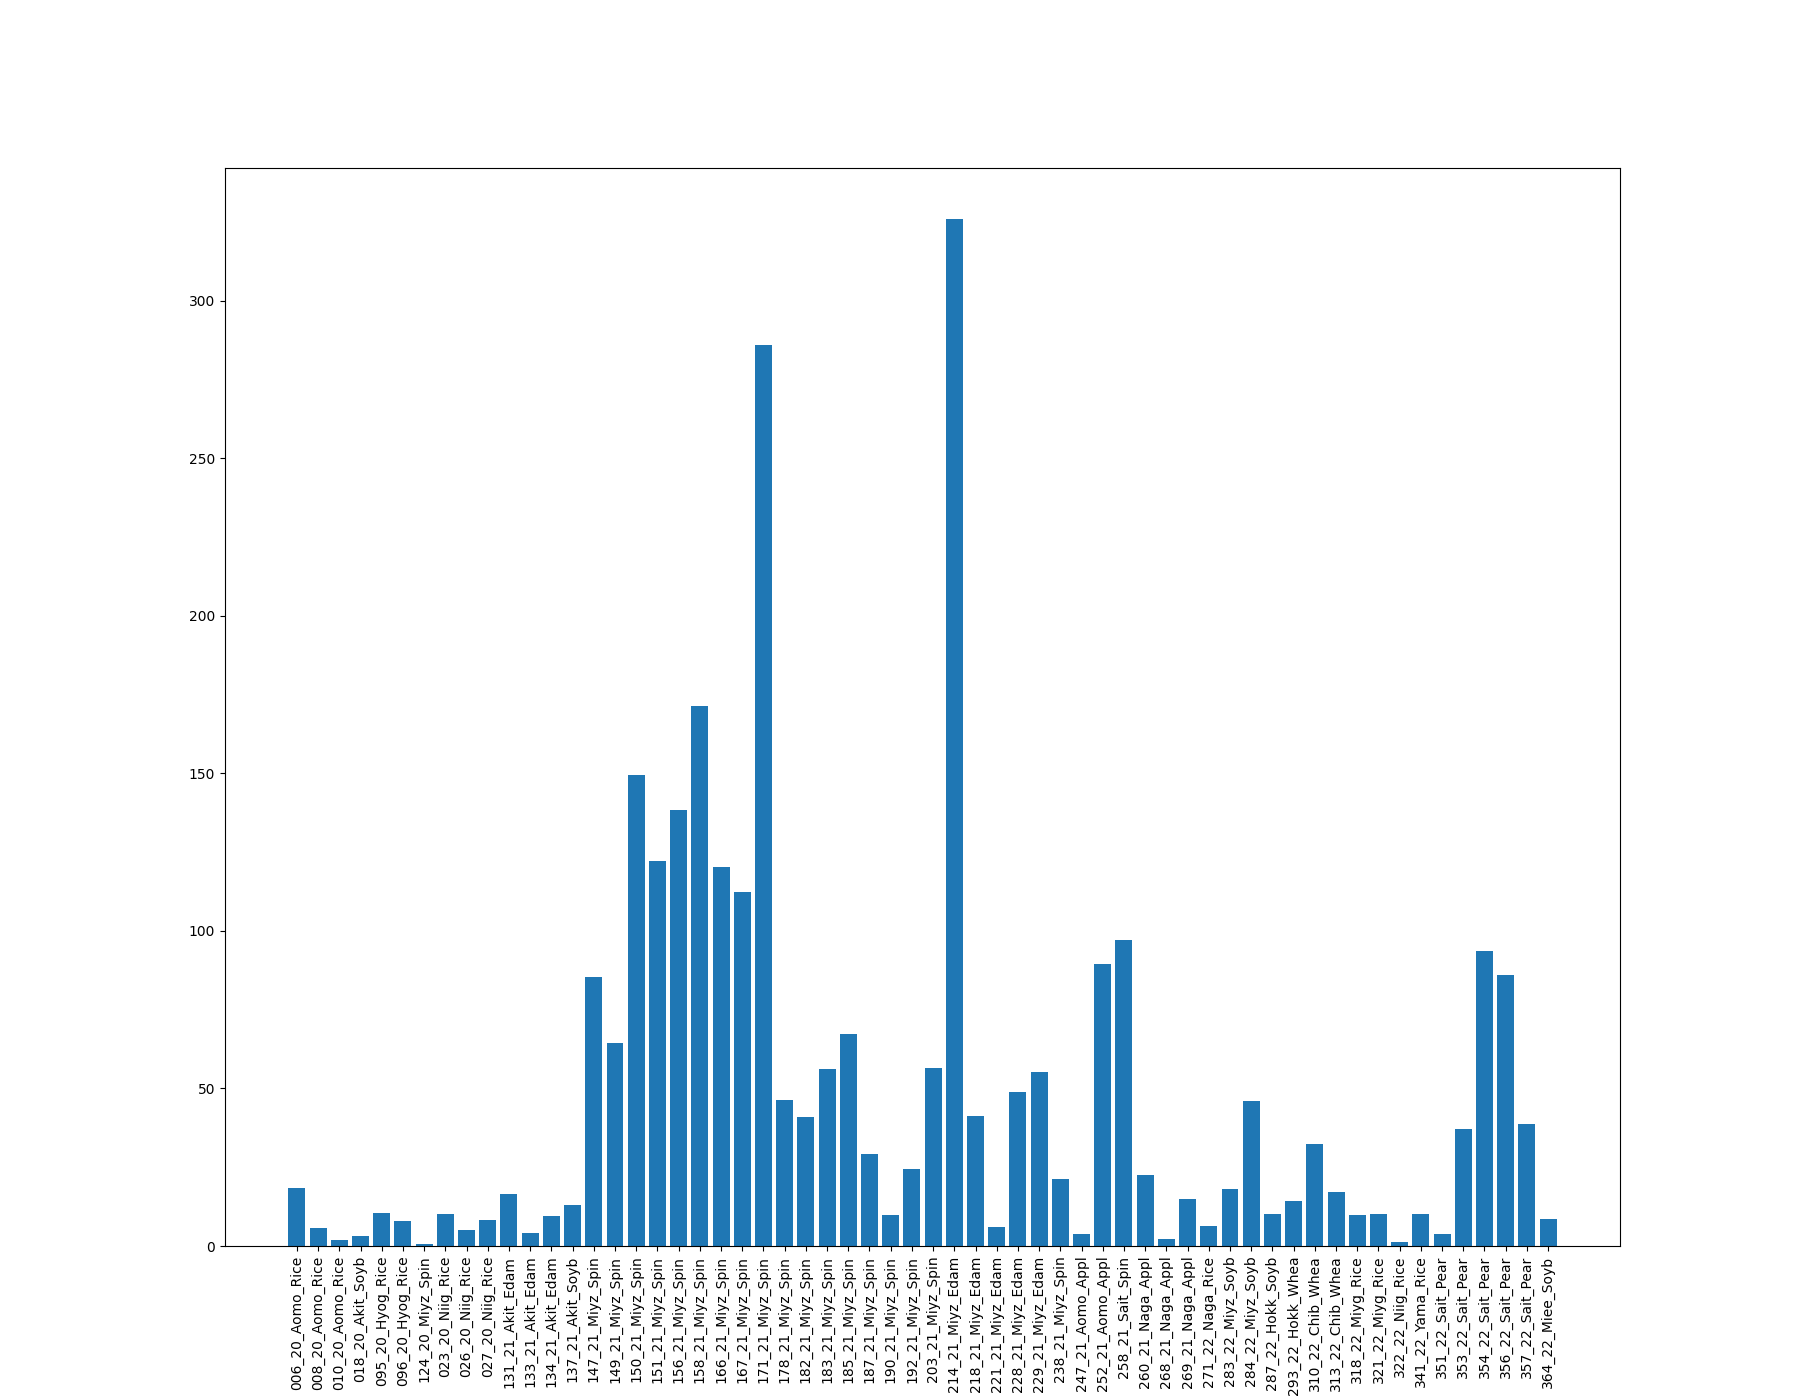 300
250
200
150
100
50
0
006_20_Aomo_Rice
008_20_Aomo_Rice
010_20_Aomo_Rice
018_20_Akit_Soyb
095_20_Hyog_Rice
096_20_Hyog_Rice
124_20_Miyz_Spin
023_20_Niig_Rice
026_20_Niig_Rice
027_20_Niig_Rice
131_21_Akit_Edam
133_21_Akit_Edam
134_21_Akit_Edam
137_21_Akit_Soyb
147_21_Miyz_Spin
149_21_Miyz_Spin
150_21_Miyz_Spin
151_21_Miyz_Spin
156_21_Miyz_Spin
158_21_Miyz_Spin
166_21_Miyz_Spin
167_21_Miyz_Spin
171_21_Miyz_Spin
178_21_Miyz_Spin
182_21_Miyz_Spin
183_21_Miyz_Spin
185_21_Miyz_Spin
187_21_Miyz_Spin
190_21_Miyz_Spin
192_21_Miyz_Spin
203_21_Miyz_Spin
214_21_Miyz_Edam
218_21_Miyz_Edam
221_21_Miyz_Edam
228_21_Miyz_Edam
229_21_Miyz_Edam
238_21_Miyz_Spin
247_21_Aomo_Appl
252_21_Aomo_Appl
258_21_Sait_Spin
260_21_Naga_Appl
268_21_Naga_Appl
269_21_Naga_Appl
271_22_Naga_Rice
283_22_Miyz_Soyb
284_22_Miyz_Soyb
287_22_Hokk_Soyb
293_22_Hokk_Whea
310_22_Chib_Whea
313_22_Chib_Whea
318_22_Miyg_Rice
321_22_Miyg_Rice
322_22_Niig_Rice
341_22_Yama_Rice
351_22_Sait_Pear
353_22_Sait_Pear
354_22_Sait_Pear
356_22_Sait_Pear
357_22_Sait_Pear
364_22_Miee_Soyb